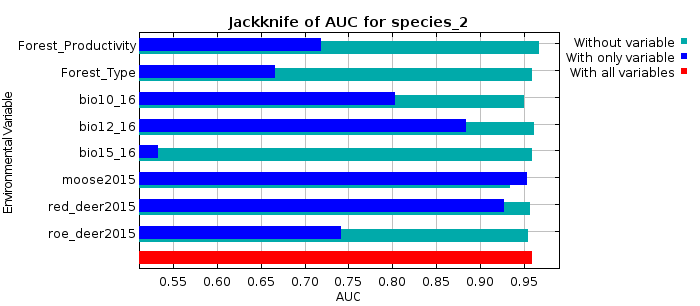 Jackknife of AUC for species_2
Forest_Productivity
Forest_Type
bio10_16
bio12_16
bio15_16
moose2015
red_deer2015
roe_deer2015
Environmental Variable
0.55 0.60 0.65 0.70 0.75 0.80 0.85 0.90 0.95
AUC
Without variable
With only variable
With all variables